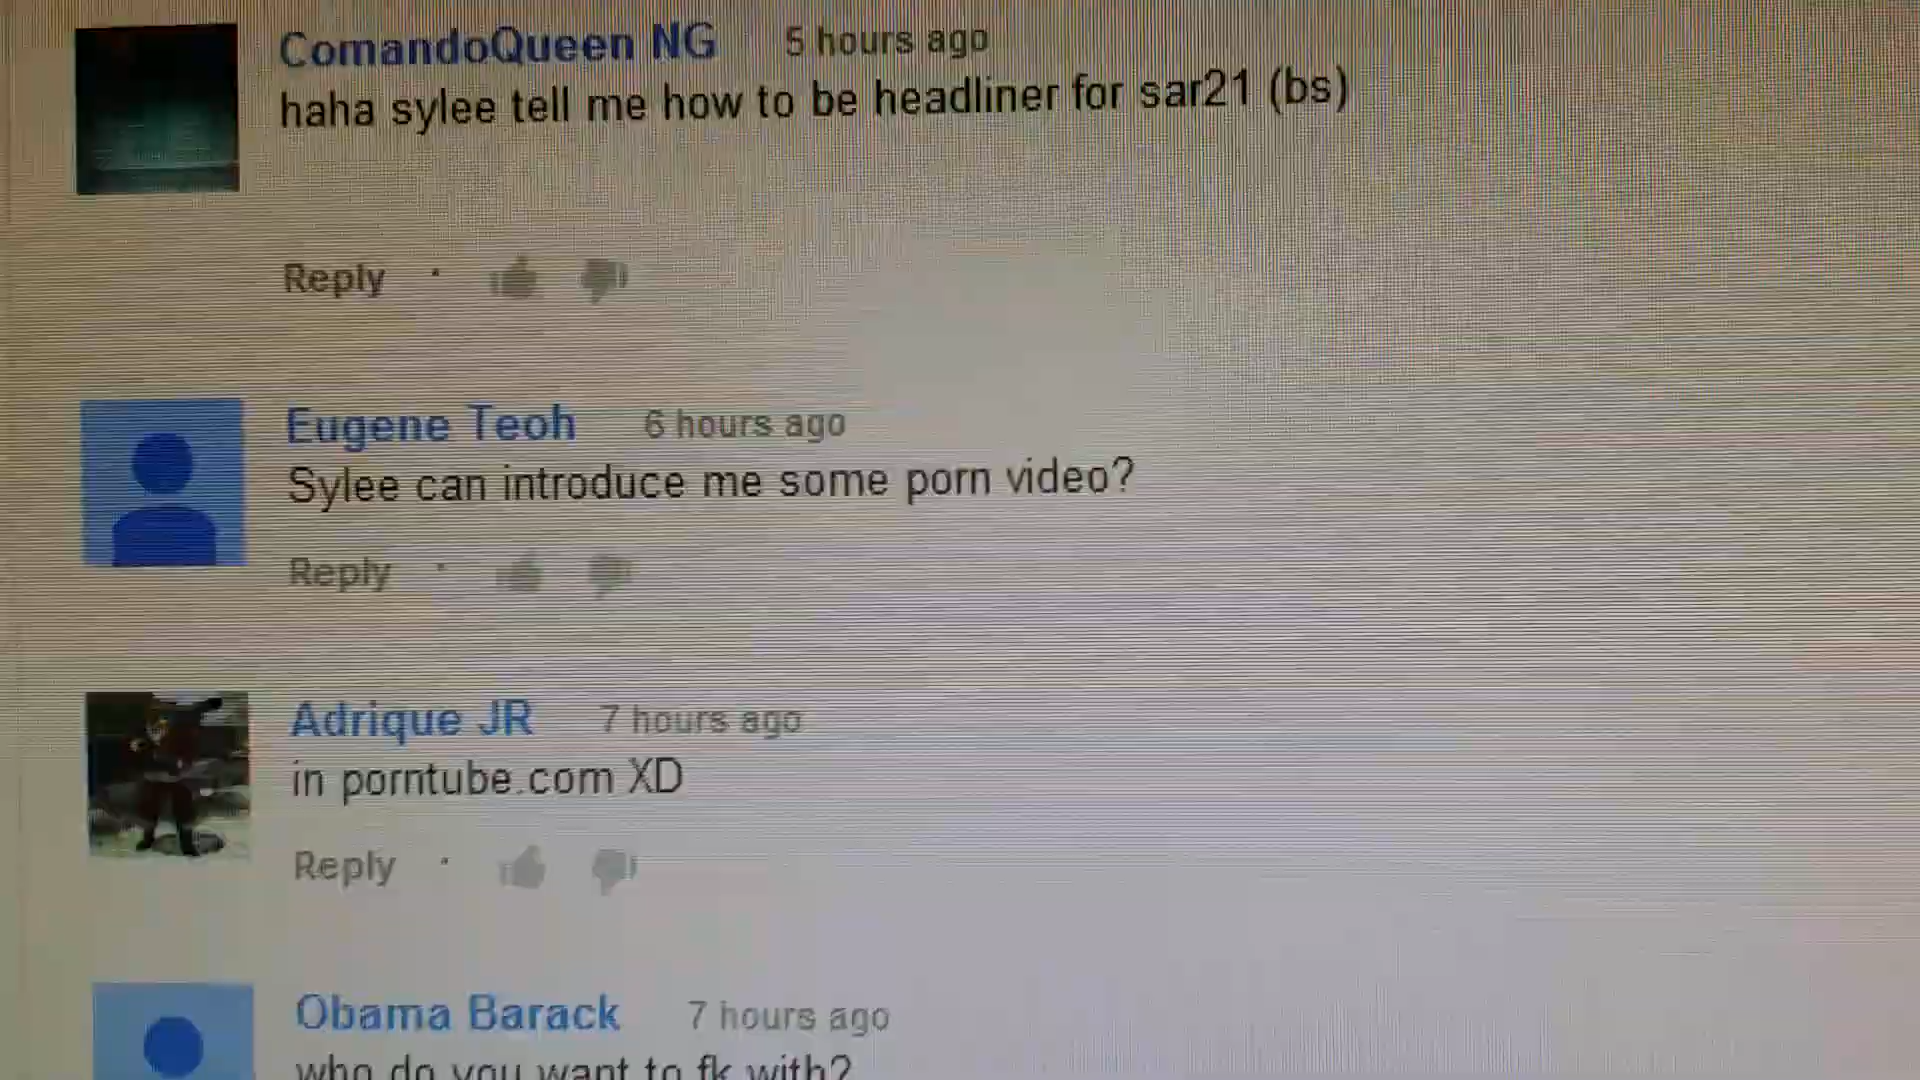 ComandoQueen NG 5 hours ago
haha sylee tell me how to be headliner for sar21 (bs)
Reply ·
Eugene Teoh 6 hours ago
Sylee can introduce me some porn video?
Reply ·
Adrique JR 7 hours ago
in porntube.com XD
Reply ·
Obama Barack 7 hours ago
who do you want to fk with?